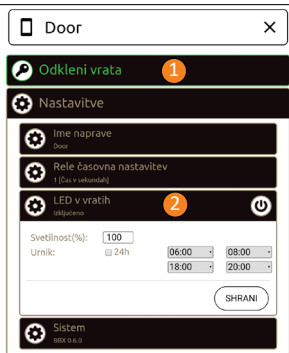 Door ×
Odkleni vrata 1
Nastavitve
Ime naprave
Door
Rele časovna nastavitev
1 [Čas v sekundah]
LED v vratih 2
Izključeno
Svetilnost(%): 100
Urnik: 24h 06:00 08:00
18:00 20:00
SHRANI
Sistem
BBX 0.6.0